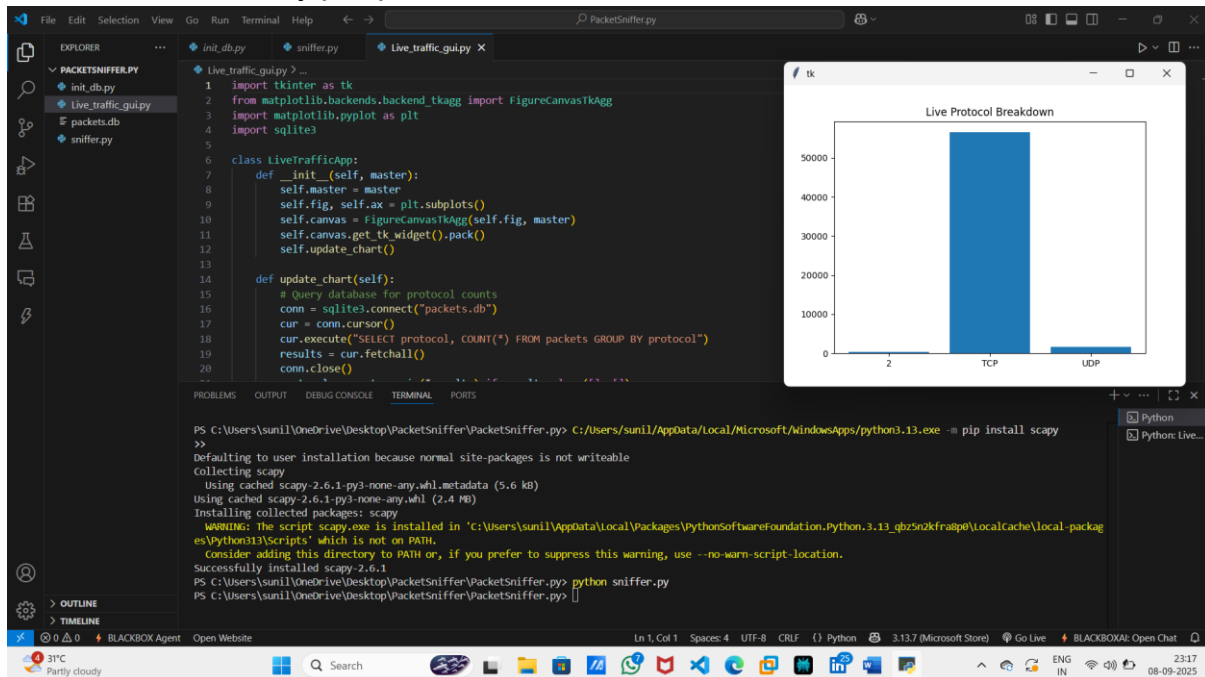 File Edit Selection View Go Run Terminal Help
PacketSniffer.py
EXPLORER
PACKETSNIFFER.PY
init_db.py
Live_traffic_gui.py
packets.db
sniffer.py
OUTLINE
TIMELINE
init_db.py sniffer.py Live_traffic_gui.py
Live_traffic_gui.py > ...
1 import tkinter as tk
2 from matplotlib.backends.backend_tkagg import FigureCanvasTkAgg
3 import matplotlib.pyplot as plt
4 import sqlite3
5
6 class LiveTrafficApp:
7 def __init__(self, master):
8 self.master = master
9 self.fig, self.ax = plt.subplots()
10 self.canvas = FigureCanvasTkAgg(self.fig, master)
11 self.canvas.get_tk_widget().pack()
12 self.update_chart()
13
14 def update_chart(self):
15 # Query database for protocol counts
16 conn = sqlite3.connect("packets.db")
17 cur = conn.cursor()
18 cur.execute("SELECT protocol, COUNT(*) FROM packets GROUP BY protocol")
19 results = cur.fetchall()
20 conn.close()
tk
Live Protocol Breakdown
50000
40000
30000
20000
10000
0
2 TCP UDP
PROBLEMS OUTPUT DEBUG CONSOLE TERMINAL PORTS
Python
Python: Live...
PS C:\Users\sunil\OneDrive\Desktop\PacketSniffer\PacketSniffer.py> C:/Users/sunil/AppData/Local/Microsoft/WindowsApps/python3.13.exe -m pip install scapy
>>
Defaulting to user installation because normal site-packages is not writeable
Collecting scapy
Using cached scapy-2.6.1-py3-none-any.whl.metadata (5.6 kB)
Using cached scapy-2.6.1-py3-none-any.whl (2.4 MB)
Installing collected packages: scapy
WARNING: The script scapy.exe is installed in 'C:\Users\sunil\AppData\Local\Packages\PythonSoftwareFoundation.Python.3.13_qbz5n2kfra8p0\LocalCache\local-packag
es\Python313\Scripts' which is not on PATH.
Consider adding this directory to PATH or, if you prefer to suppress this warning, use --no-warn-script-location.
Successfully installed scapy-2.6.1
PS C:\Users\sunil\OneDrive\Desktop\PacketSniffer\PacketSniffer.py> python sniffer.py
PS C:\Users\sunil\OneDrive\Desktop\PacketSniffer\PacketSniffer.py>
0 0 BLACKBOX Agent Open Website Ln 1, Col 1 Spaces: 4 UTF-8 CRLF {} Python 3.13.7 (Microsoft Store) Go Live BLACKBOXAI: Open Chat
4
31°C
Partly cloudy
Search
25
ENG
IN
23:17
08-09-2025